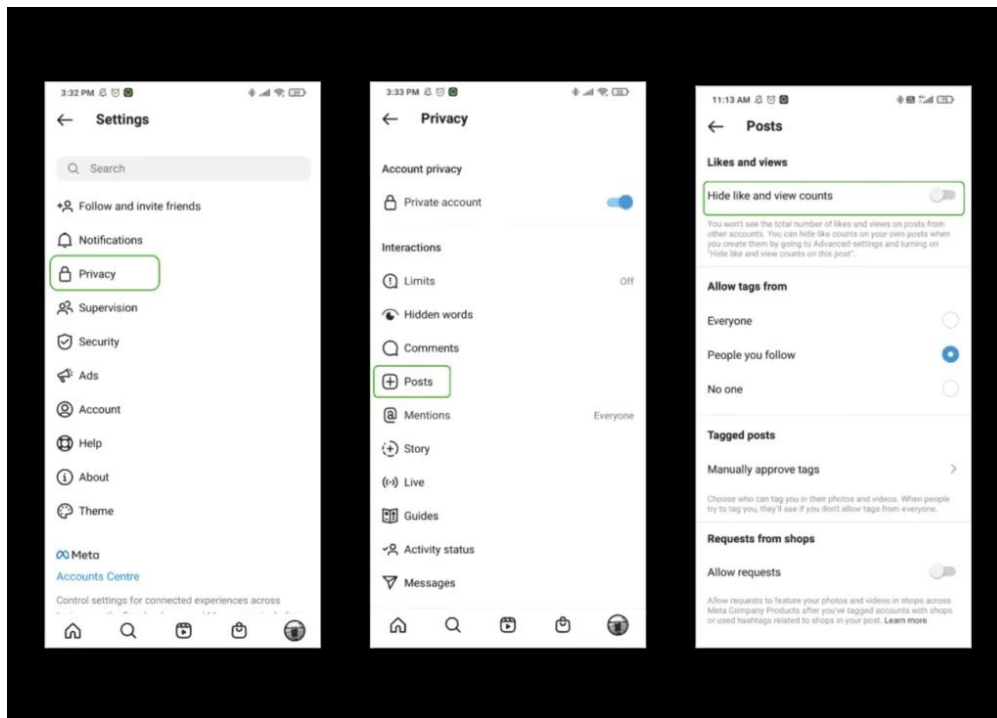 3:32 PM
Settings
Search
Follow and invite friends
Notifications
Privacy
Supervision
Security
Ads
Account
Help
About
Theme
Meta
Accounts Centre
Control settings for connected experiences across
3:33 PM
Privacy
Account privacy
Private account
Interactions
Limits Off
Hidden words
Comments
Posts
Mentions Everyone
Story
Live
Guides
Activity status
Messages
11:13 AM
Posts
Likes and views
Hide like and view counts
You won't see the total number of likes and views on posts from
other accounts. You can hide like counts on your own posts when
you create them by going to Advanced settings and turning on
"Hide like and view counts on this post".
Allow tags from
Everyone
People you follow
No one
Tagged posts
Manually approve tags
Choose who can tag you in their photos and videos. When people
try to tag you, they'll see if you don't allow tags from everyone.
Requests from shops
Allow requests
Allow requests to feature your photos and videos in shops across
Meta Company Products after you've tagged accounts with shops
or used hashtags related to shops in your post. Learn more